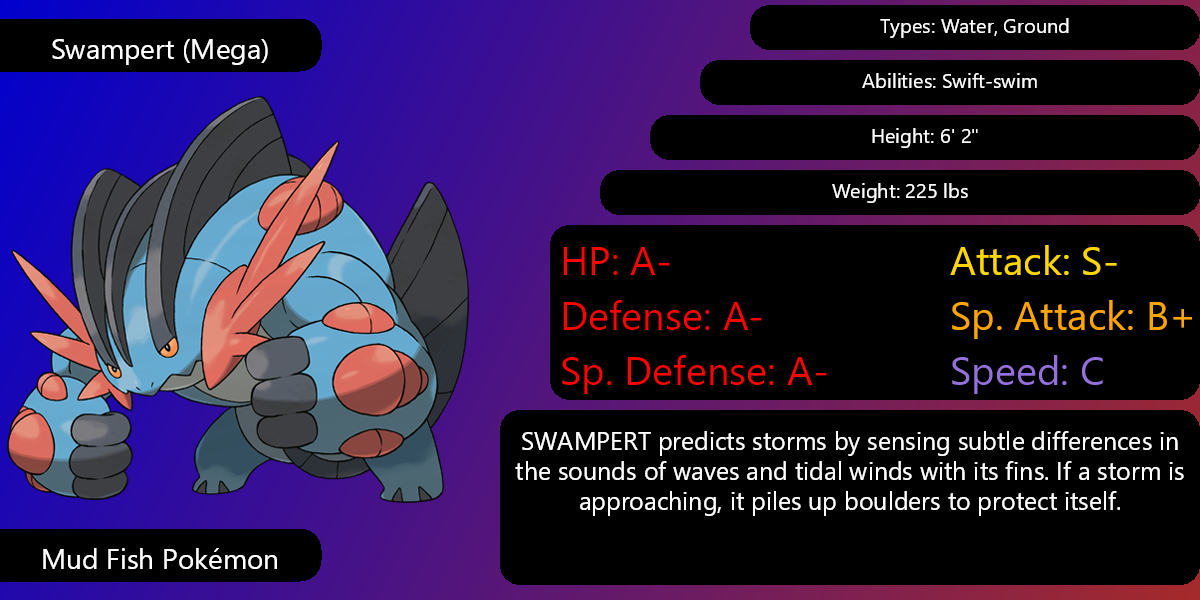 Swampert (Mega)
Types: Water, Ground
Abilities: Swift-swim
Height: 6' 2"
Weight: 225 lbs
HP: A-
Attack: S-
Defense: A-
Sp. Attack: B+
Sp. Defense: A-
Speed: C
SWAMPERT predicts storms by sensing subtle differences in
the sounds of waves and tidal winds with its fins. If a storm is
approaching, it piles up boulders to protect itself.
Mud Fish Pokémon